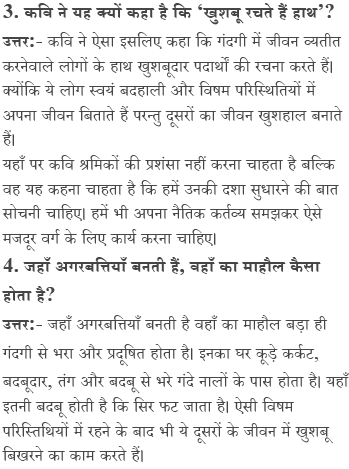 3. कवि ने यह क्यों कहा है कि ‘खुशबू रचते हैं हाथ’?
उत्तर:- कवि ने ऐसा इसलिए कहा कि गंदगी में जीवन व्यतीत
करनेवाले लोगों के हाथ खुशबूदार पदार्थों की रचना करते हैं।
क्योंकि ये लोग स्वयं बदहाली और विषम परिस्थितियों में
अपना जीवन बिताते हैं परन्तु दूसरों का जीवन खुशहाल बनाते
हैं।
यहाँ पर कवि श्रमिकों की प्रशंसा नहीं करना चाहता है बल्कि
वह यह कहना चाहता है कि हमें उनकी दशा सुधारने की बात
सोचनी चाहिए। हमें भी अपना नैतिक कर्तव्य समझकर ऐसे
मजदूर वर्ग के लिए कार्य करना चाहिए।
4. जहाँ अगरबत्तियाँ बनती हैं, वहाँ का माहौल कैसा
होता है?
उत्तर:- जहाँ अगरबत्तियाँ बनती है वहाँ का माहौल बड़ा ही
गंदगी से भरा और प्रदूषित होता है। इनका घर कूड़े कर्कट,
बदबूदार, तंग और बदबू से भरे गंदे नालों के पास होता है। यहाँ
इतनी बदबू होती है कि सिर फट जाता है। ऐसी विषम
परिस्तिथियों में रहने के बाद भी ये दूसरों के जीवन में खुशबू
बिखरने का काम करते हैं।